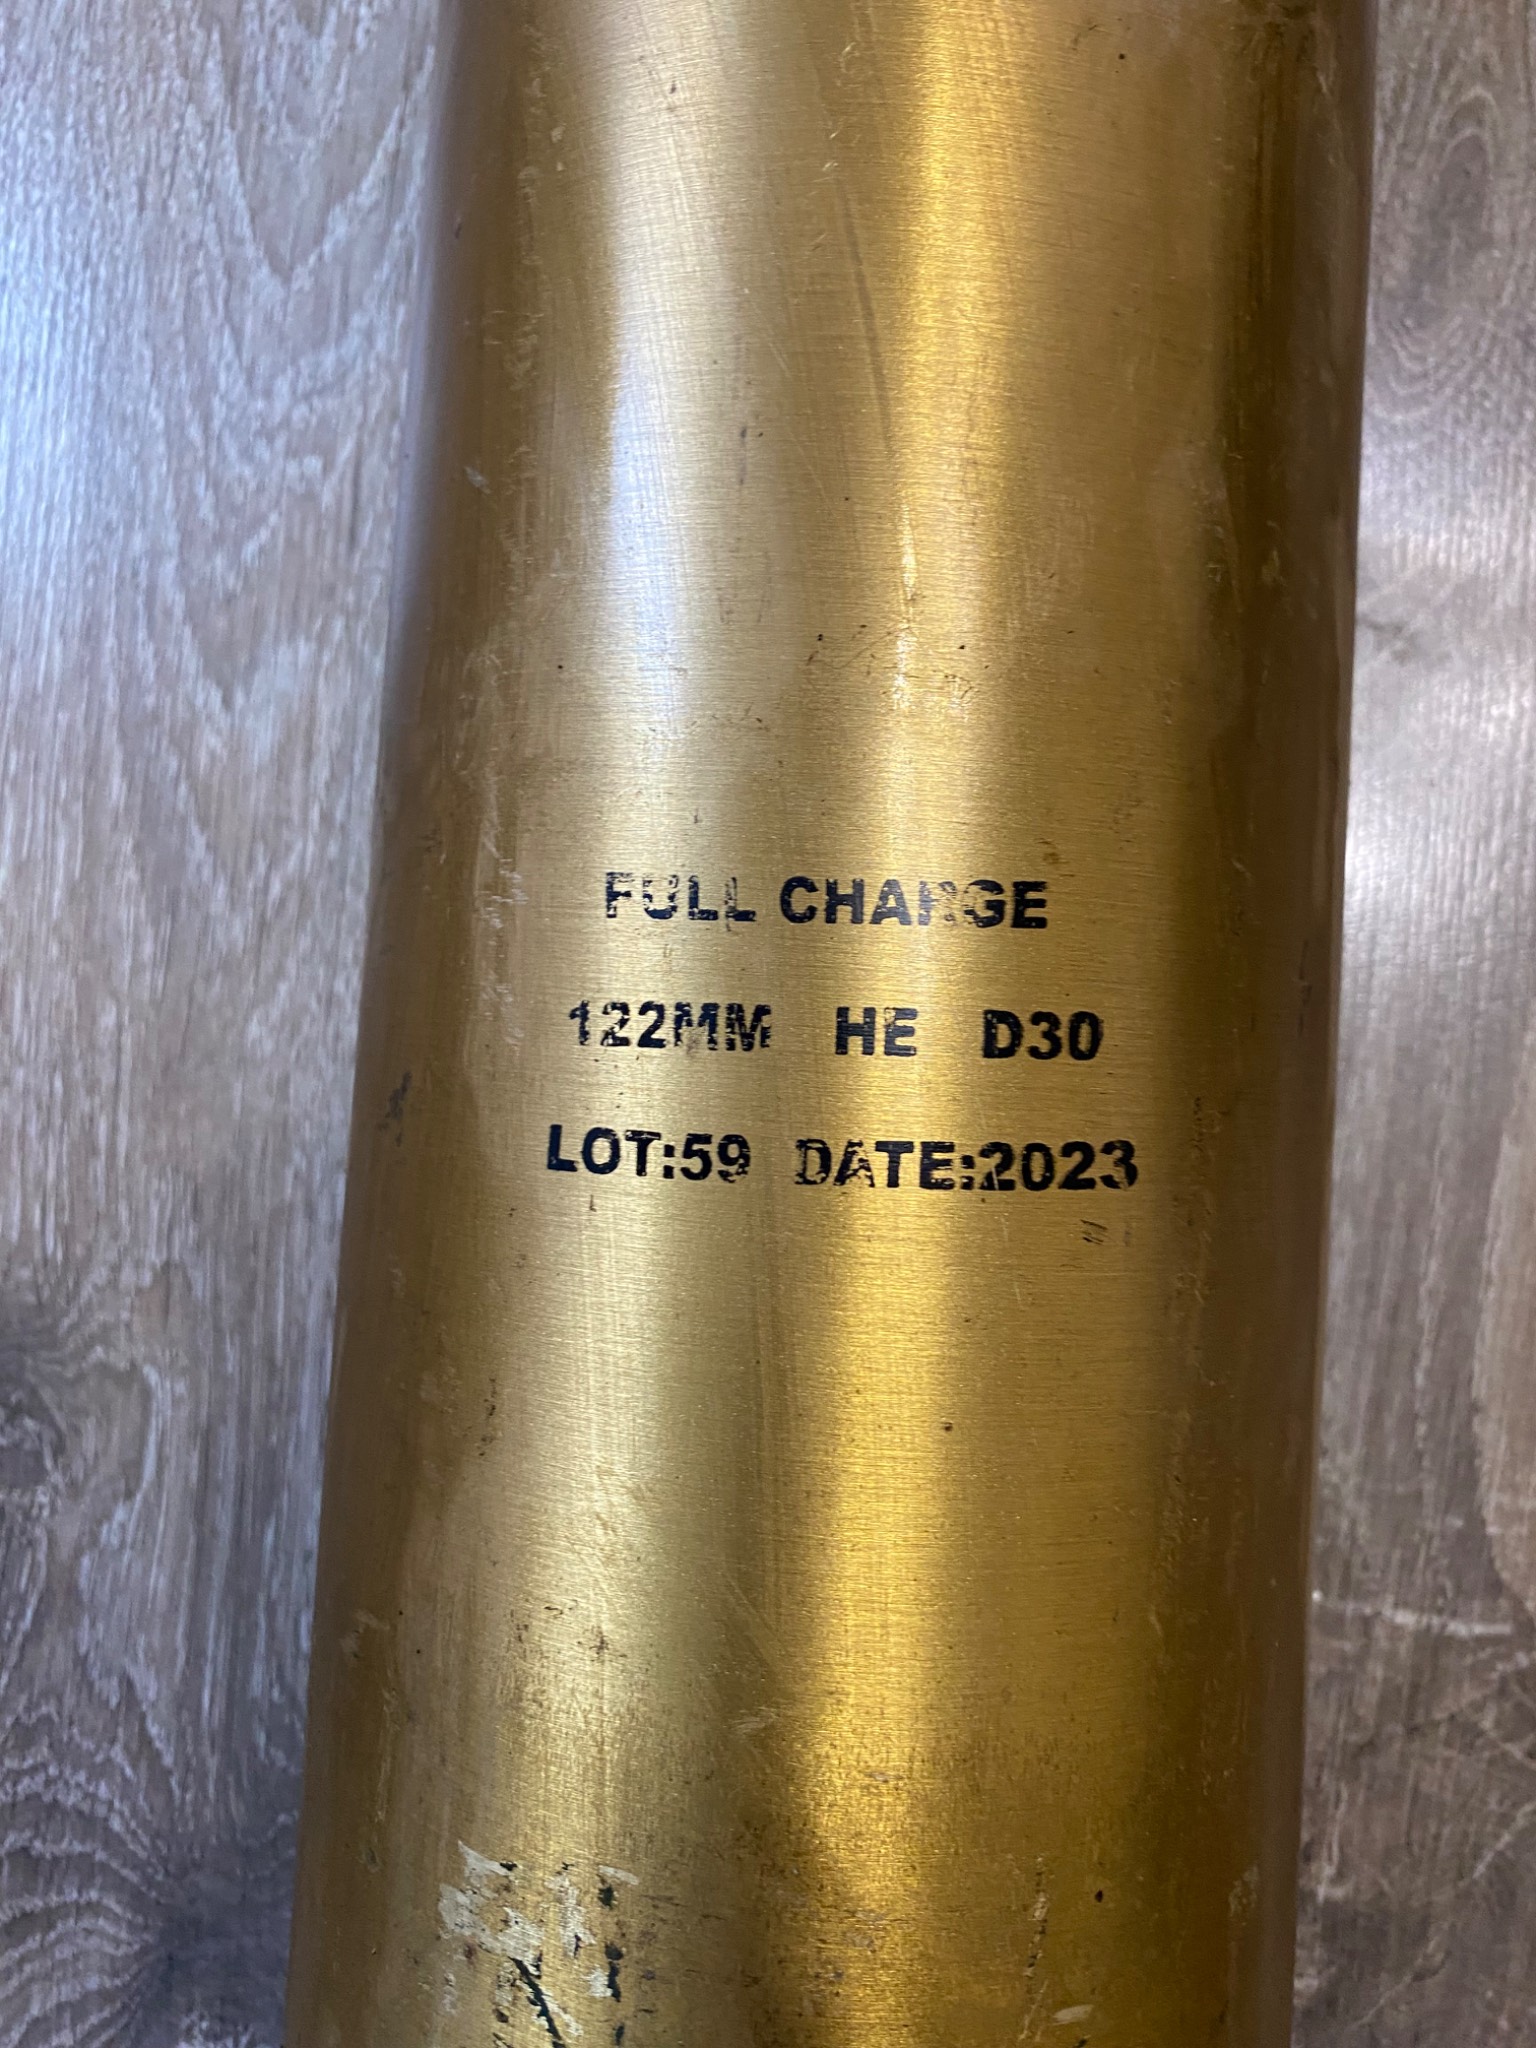 FULL CHARGE
122MM HE D30
LOT:59 DATE:2023